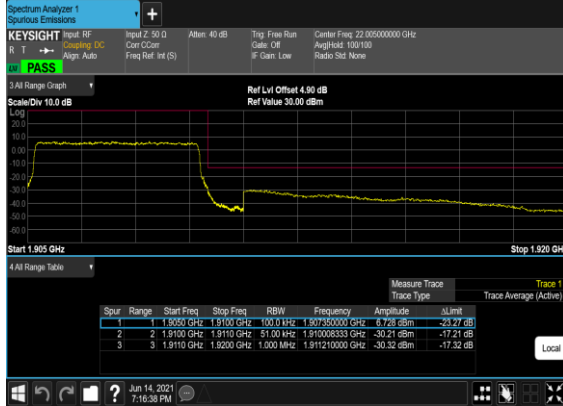 Spectrum Analyzer 1
Spurious Emissions
KEYSIGHT Input: RF Input Z: 50 Ω Atten: 40 dB Trig: Free Run Center Freq: 22.005000000 GHz
R T Coupling: DC Corr CCorr Gate: Off Avg|Hold: 100/100
Align: Auto Freq Ref: Int (S) IF Gain: Low Radio Std: None
PASS
3 All Range Graph
Ref Lvl Offset 4.90 dB
Scale/Div 10.0 dB Ref Value 30.00 dBm
Log
20.0
10.0
0.00
-10.0
-20.0
-30.0
-40.0
-50.0
-60.0
Start 1.905 GHz Stop 1.920 GH
4 All Range Table
Measure Trace Trace 1
Trace Type Trace Average (Active)
Spur Range Start Freq Stop Freq RBW Frequency Amplitude ΔLimit
1 1 1.9050 GHz 1.9100 GHz 100.0 kHz 1.907350000 GHz 6.728 dBm -23.27 dB
2 2 1.9100 GHz 1.9110 GHz 51.00 kHz 1.910008333 GHz -30.21 dBm -17.21 dB
3 3 1.9110 GHz 1.9200 GHz 1.000 MHz 1.911210000 GHz -30.32 dBm -17.32 dB
Local
? Jun 14, 2021
7:16:38 PM